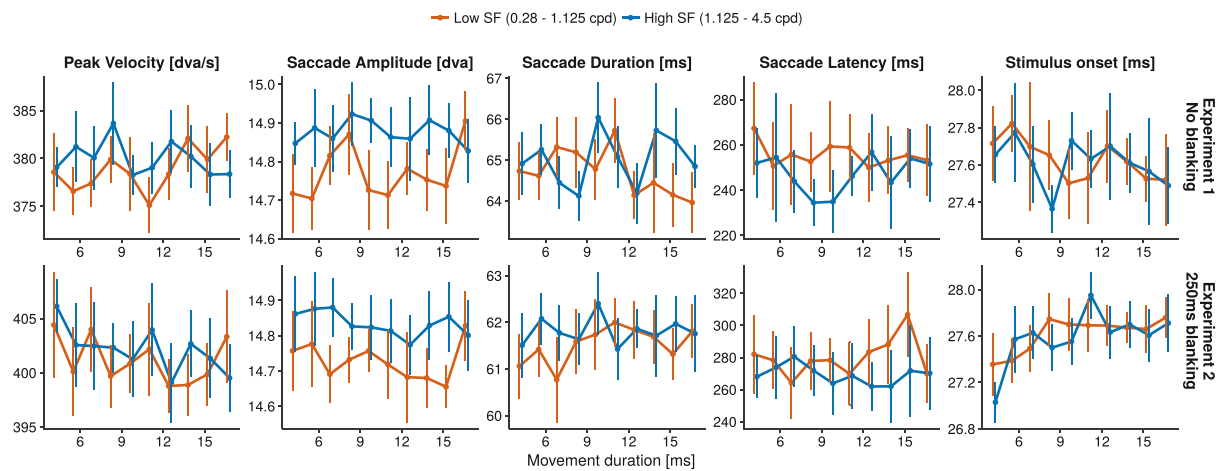 Low SF (0.28 - 1.125 cpd) High SF (1.125 - 4.5 cpd)
Peak Velocity [dva/s] Saccade Amplitude [dva] Saccade Duration [ms] Saccade Latency [ms] Stimulus onset [ms]
385
380
375
6 9 12 15
15.0
14.9
14.8
14.7
14.6
6 9 12 15
67
66
65
64
6 9 12 15
280
260
240
220
6 9 12 15
28.0
27.8
27.6
27.4
6 9 12 15
Experiment 1
No blanking
405
400
395
6 9 12 15
14.9
14.8
14.7
14.6
6 9 12 15
63
62
61
60
6 9 12 15
320
300
280
260
240
6 9 12 15
28.0
27.6
27.2
26.8
6 9 12 15
Experiment 2
250ms blanking
Movement duration [ms]